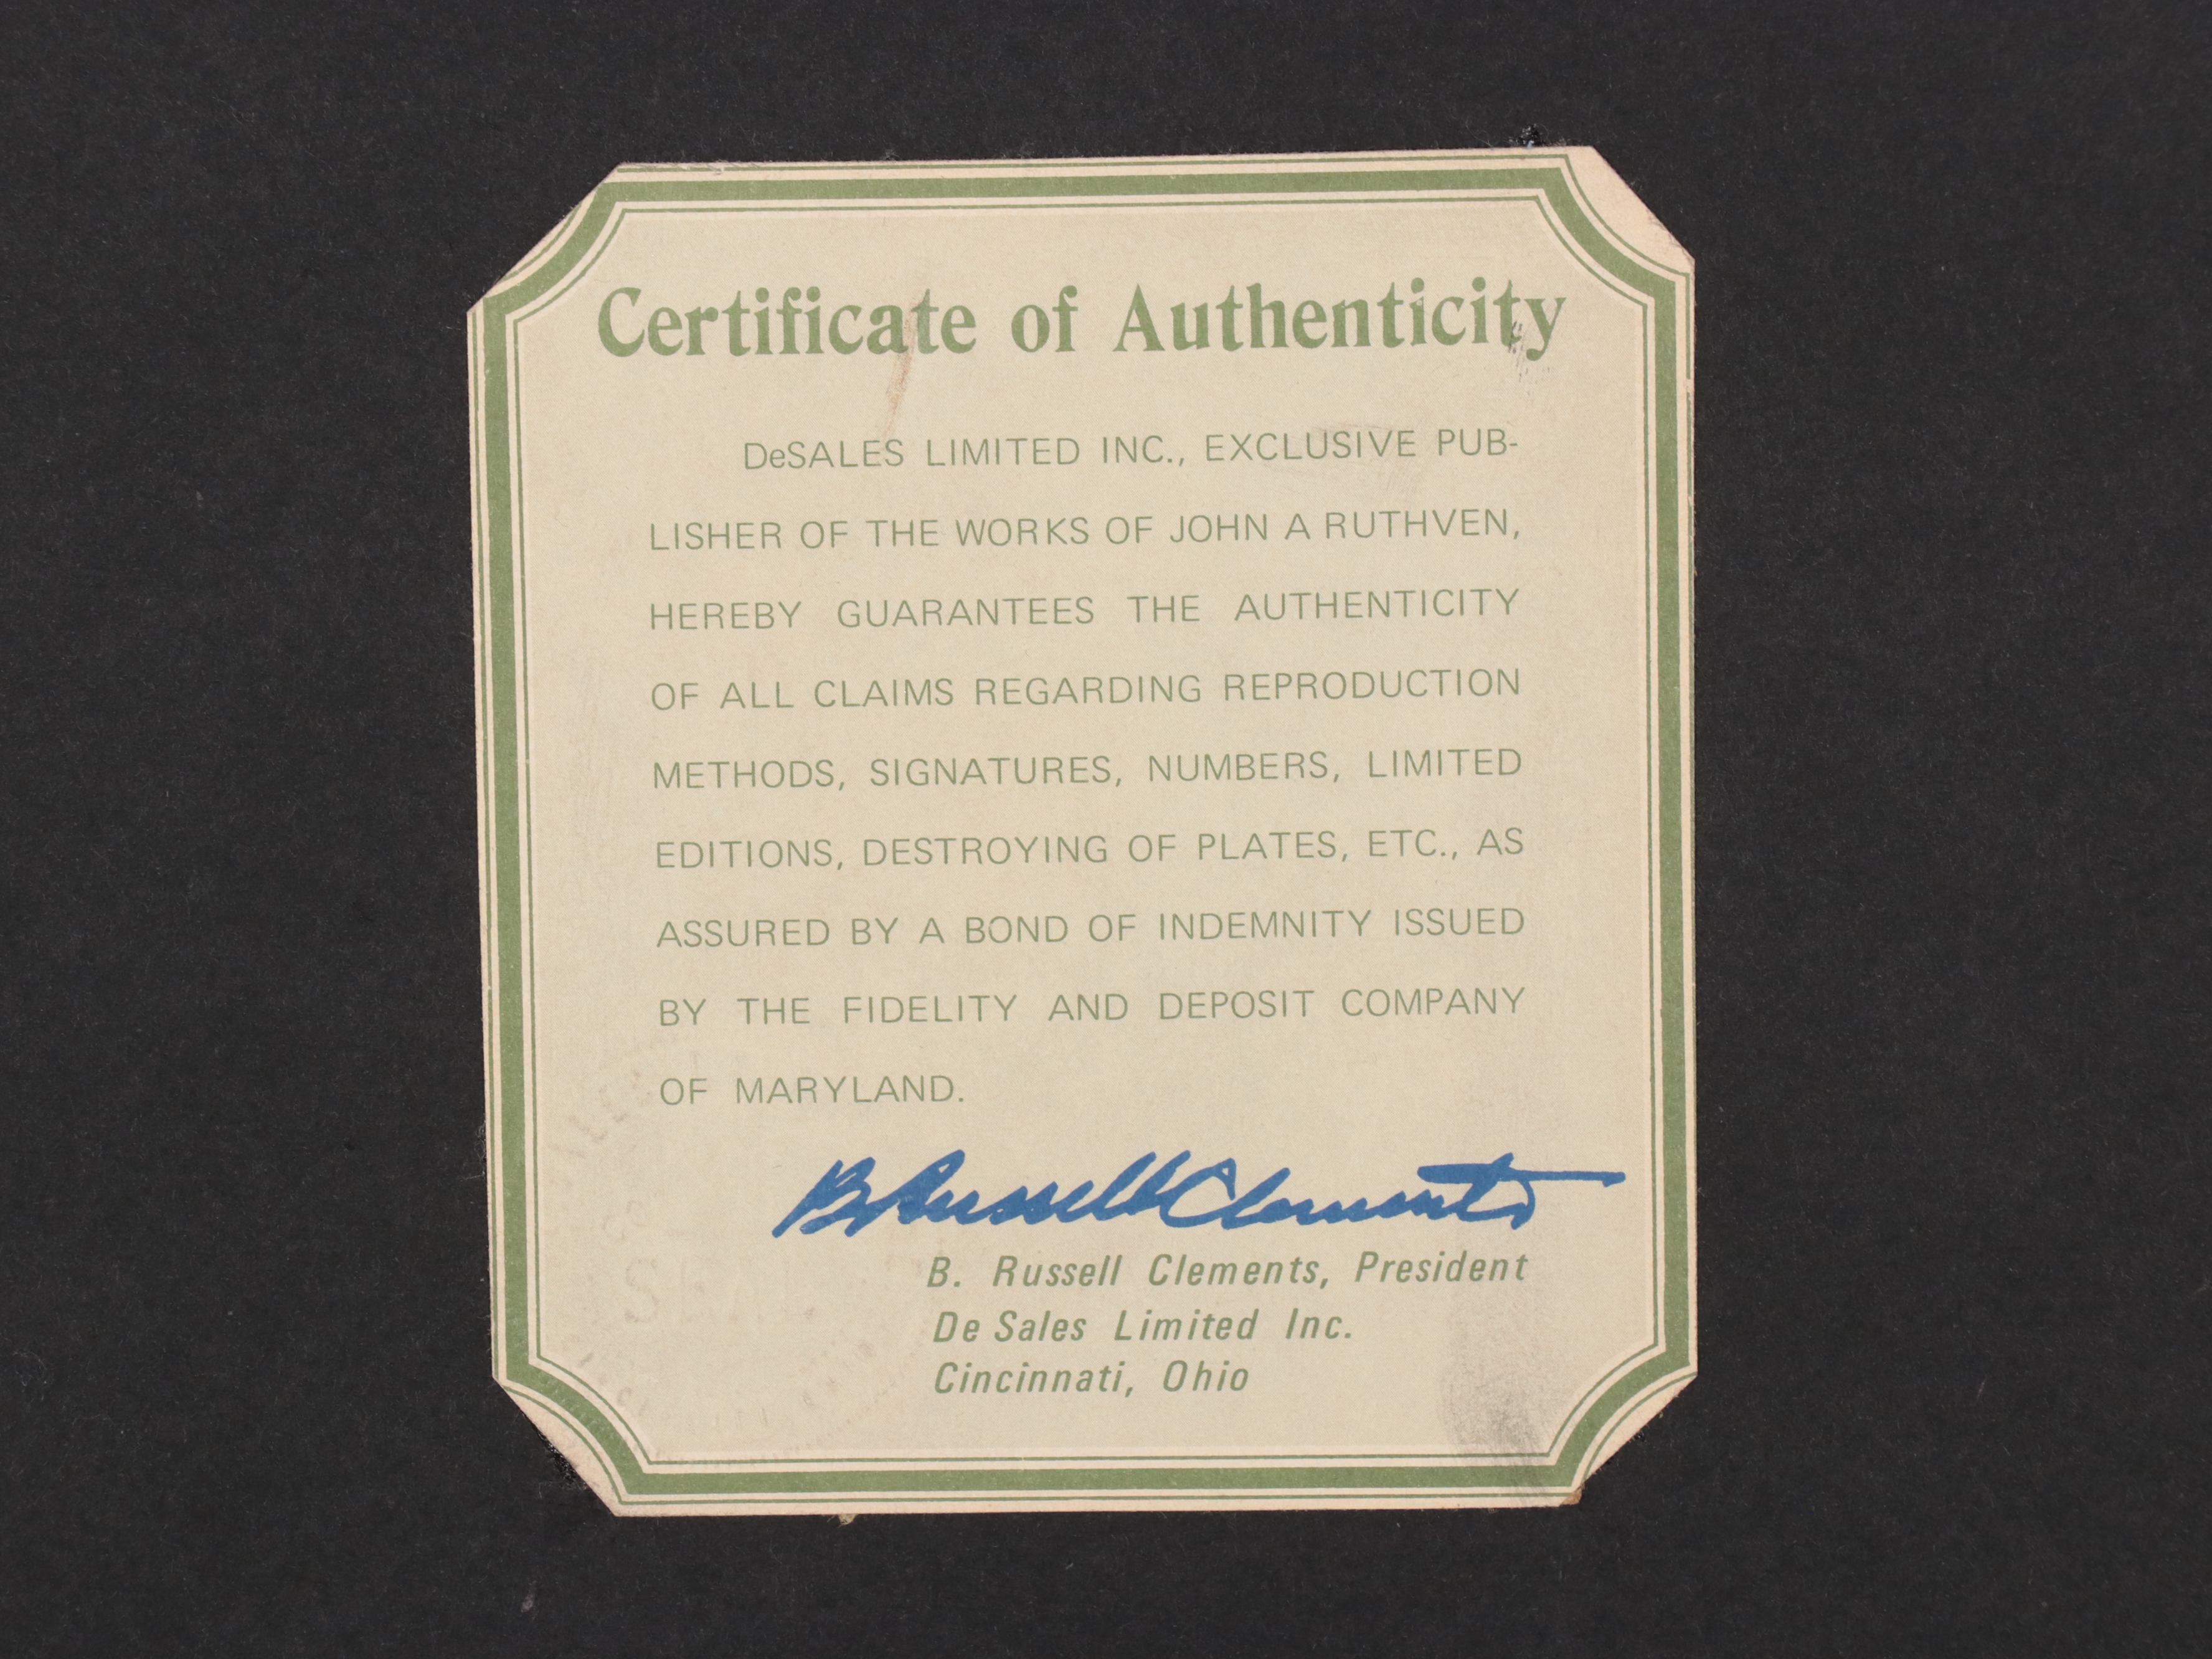 Certificate of Authenticity
DeSALES LIMITED INC., EXCLUSIVE PUB-
LISHER OF THE WORKS OF JOHN A RUTHVEN,
HEREBY GUARANTEES THE AUTHENTICITY
OF ALL CLAIMS REGARDING REPRODUCTION
METHODS, SIGNATURES, NUMBERS, LIMITED
EDITIONS, DESTROYING OF PLATES, ETC., AS
ASSURED BY A BOND OF INDEMNITY ISSUED
BY THE FIDELITY AND DEPOSIT COMPANY
OF MARYLAND.
B Russell Clements
B. Russell Clements, President
De Sales Limited Inc.
Cincinnati, Ohio
SEAL